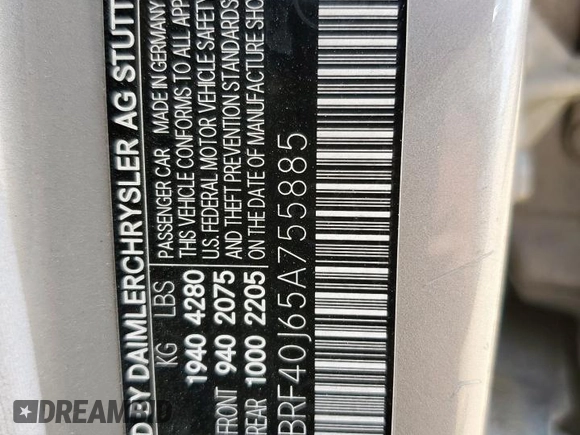 D BY DAIMLERCHRYSLER AG STUTT
PASSENGER CAR MADE IN GERMANY
KG LBS THIS VEHICLE CONFORMS TO ALL APP
1940 4280 U.S. FEDERAL MOTOR VEHICLE SAFETY
FRONT 940 2075 AND THEFT PREVENTION STANDARDS
REAR 1000 2205 DATE OF MANUFACTURE SHO
BRF40J65A755885
DREAMBID